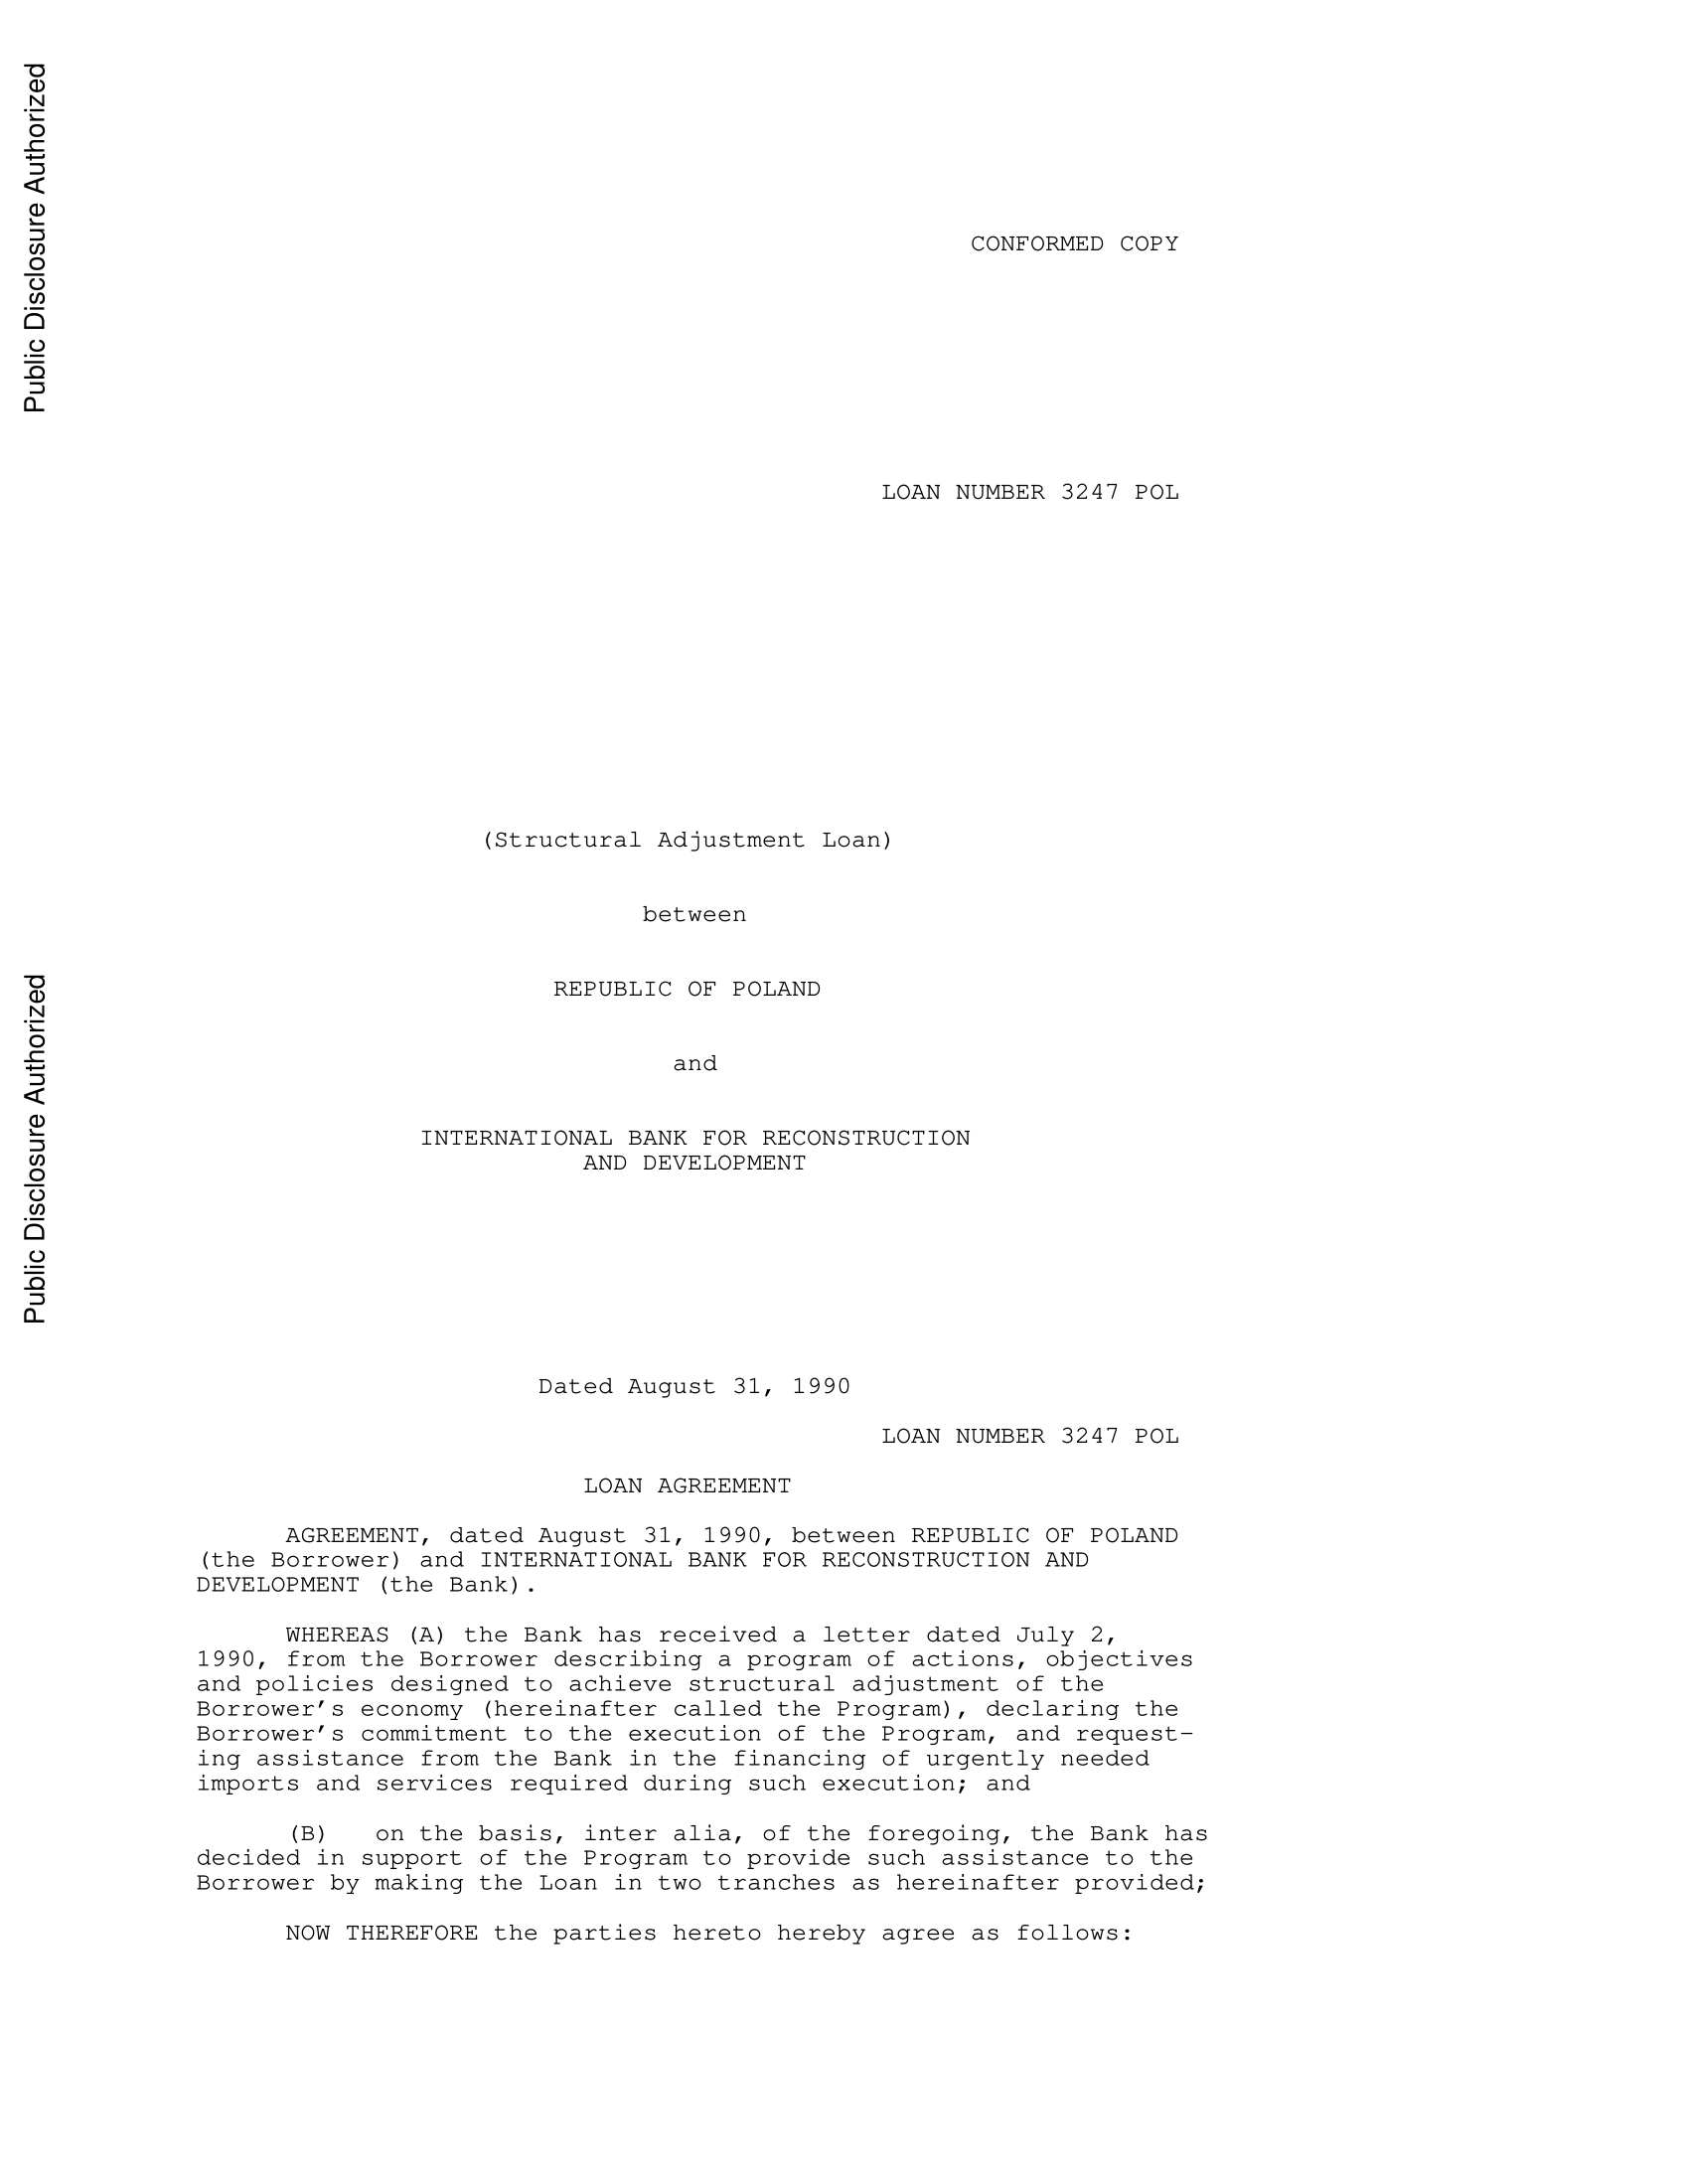 Public Disclosure Authorized
CONFORMED COPY
LOAN NUMBER 3247 POL
(Structural Adjustment Loan)
between
REPUBLIC OF POLAND
and
INTERNATIONAL BANK FOR RECONSTRUCTION
AND DEVELOPMENT
Public Disclosure Authorized
Dated August 31, 1990
LOAN NUMBER 3247 POL
LOAN AGREEMENT
AGREEMENT, dated August 31, 1990, between REPUBLIC OF POLAND
(the Borrower) and INTERNATIONAL BANK FOR RECONSTRUCTION AND
DEVELOPMENT (the Bank).
WHEREAS (A) the Bank has received a letter dated July 2,
1990, from the Borrower describing a program of actions, objectives
and policies designed to achieve structural adjustment of the
Borrower's economy (hereinafter called the Program), declaring the
Borrower's commitment to the execution of the Program, and request-
ing assistance from the Bank in the financing of urgently needed
imports and services required during such execution; and
(B) on the basis, inter alia, of the foregoing, the Bank has
decided in support of the Program to provide such assistance to the
Borrower by making the Loan in two tranches as hereinafter provided;
NOW THEREFORE the parties hereto hereby agree as follows: